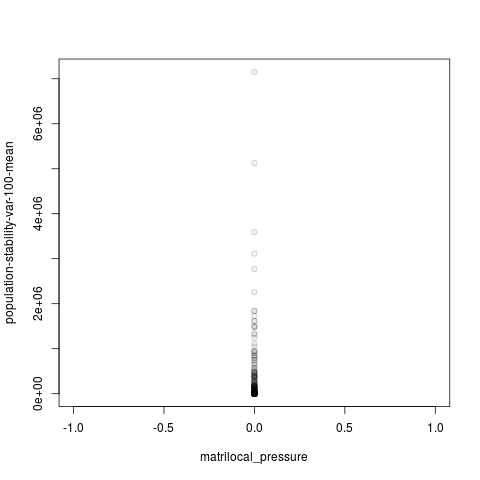 population-stability-var-100-mean
6e+06
4e+06
2e+06
0e+00
-1.0 -0.5 0.0 0.5 1.0
matrilocal_pressure